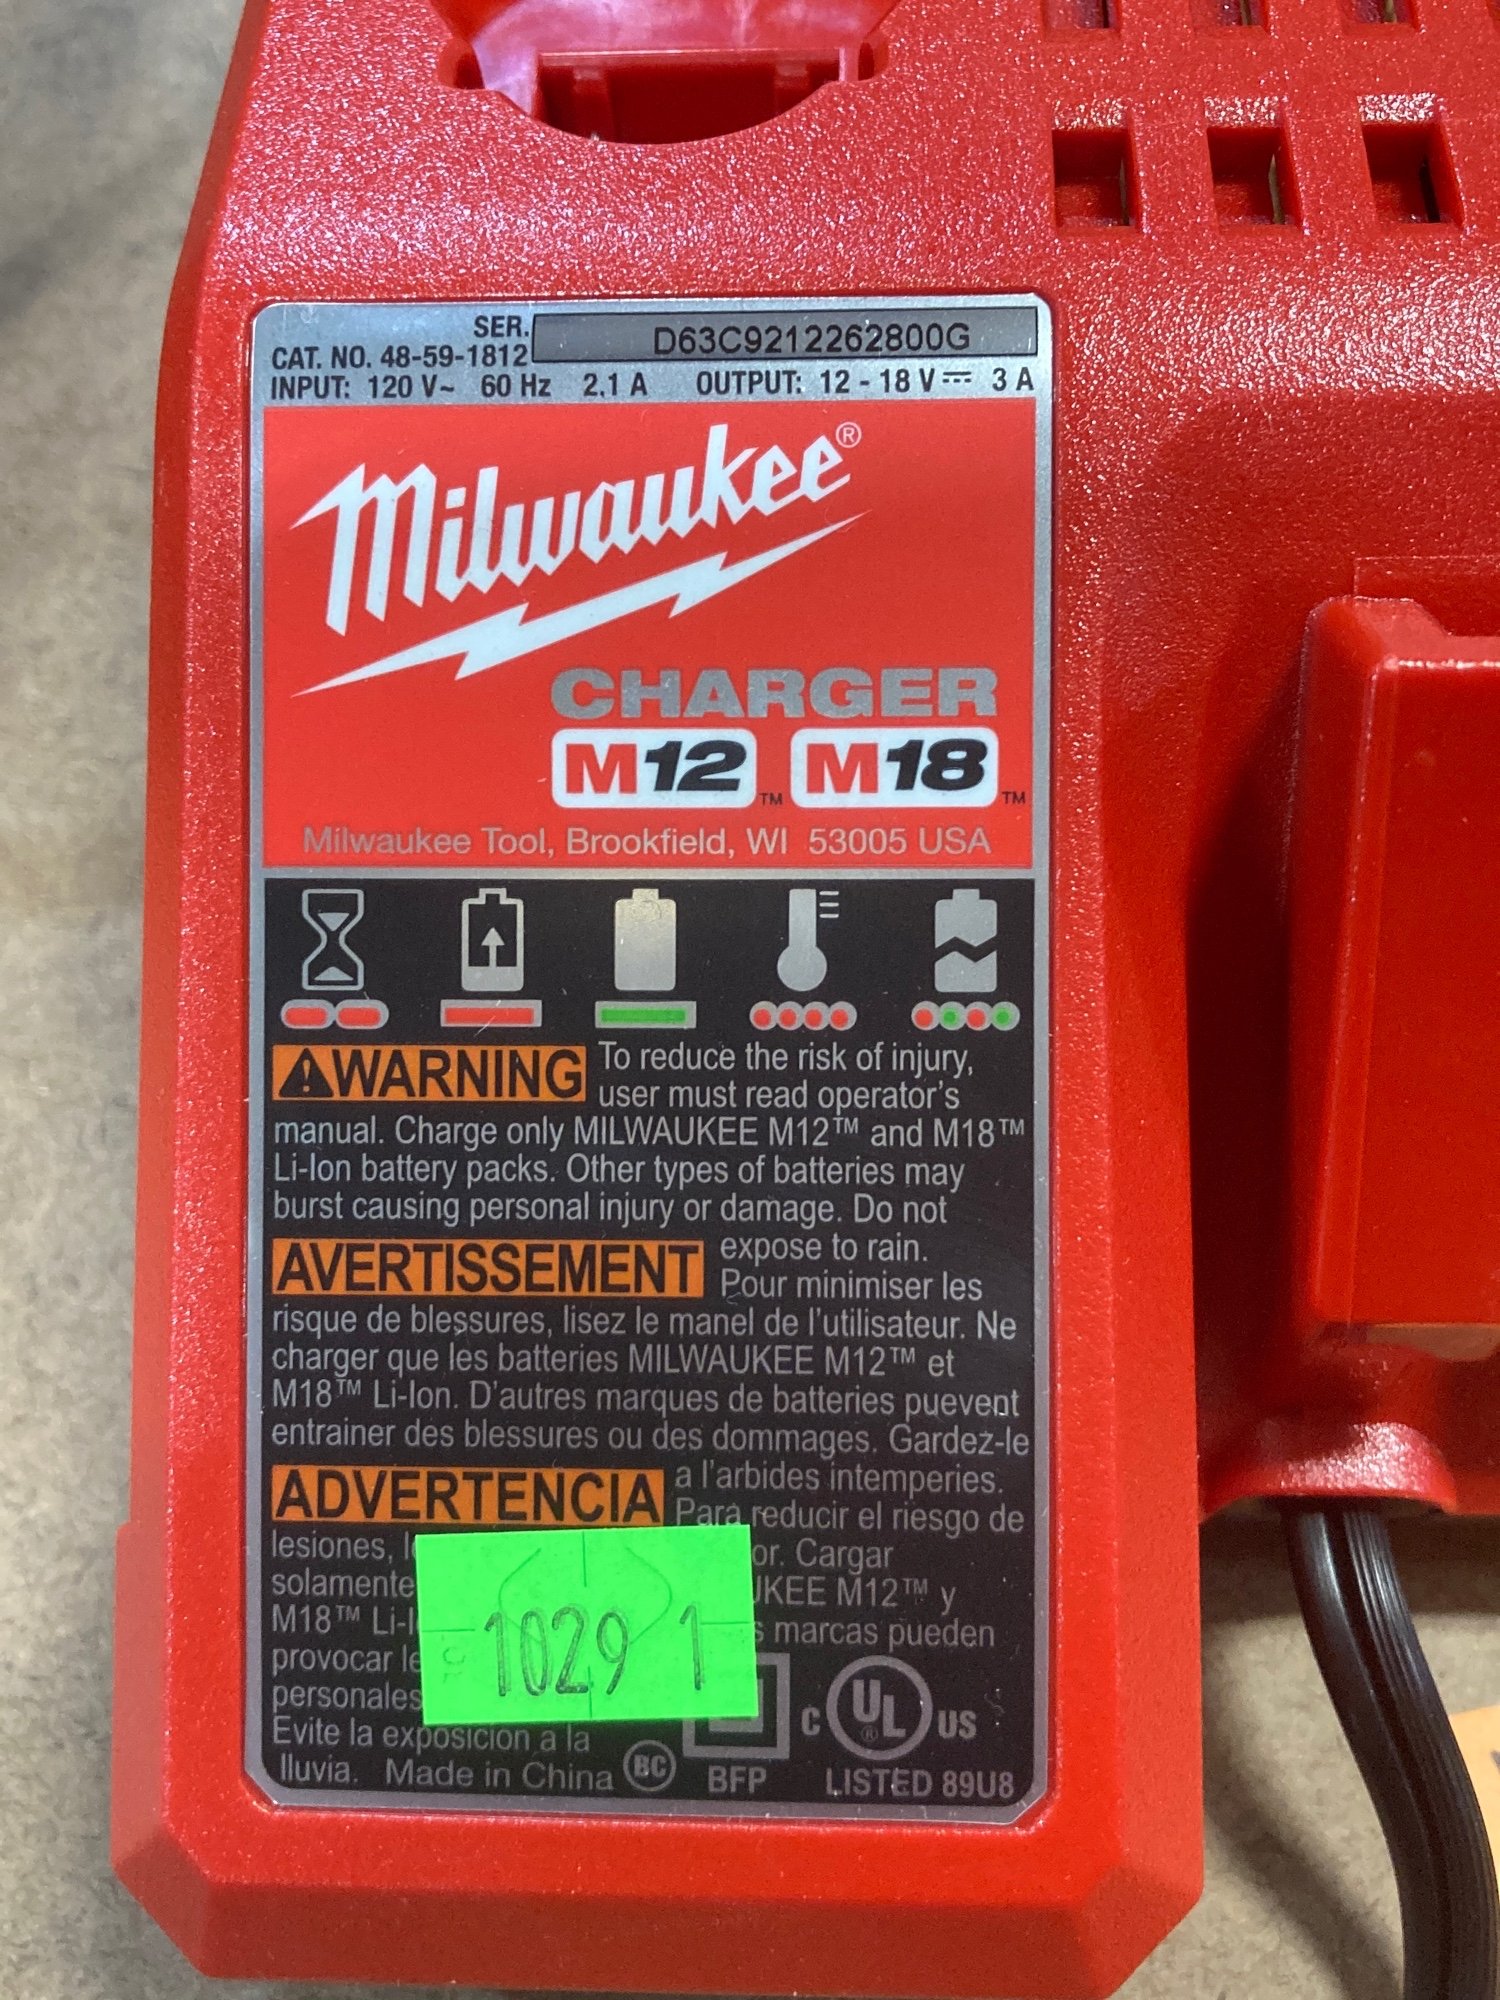 SER. D63C9212262800G
CAT. NO. 48-59-1812
INPUT: 120 V~ 60 Hz 2.1 A OUTPUT: 12 - 18 V⎓ 3 A
Milwaukee®
CHARGER
M12™ M18™
Milwaukee Tool, Brookfield, WI 53005 USA
⚠WARNING To reduce the risk of injury,
user must read operator's
manual. Charge only MILWAUKEE M12™ and M18™
Li-Ion battery packs. Other types of batteries may
burst causing personal injury or damage. Do not
expose to rain.
AVERTISSEMENT Pour minimiser les
risque de blessures, lisez le manel de l'utilisateur. Ne
charger que les batteries MILWAUKEE M12™ et
M18™ Li-Ion. D'autres marques de batteries puevent
entrainer des blessures ou des dommages. Gardez-le
a l'arbides intemperies.
ADVERTENCIA Para reducir el riesgo de
lesiones, or. Cargar
solamente M12™ y
M18™ marcas pueden
provocar
personales
Evite la exposicion a la
lluvia. Made in China
BC
BFP
C UL® US
LISTED 89U8
1029 1